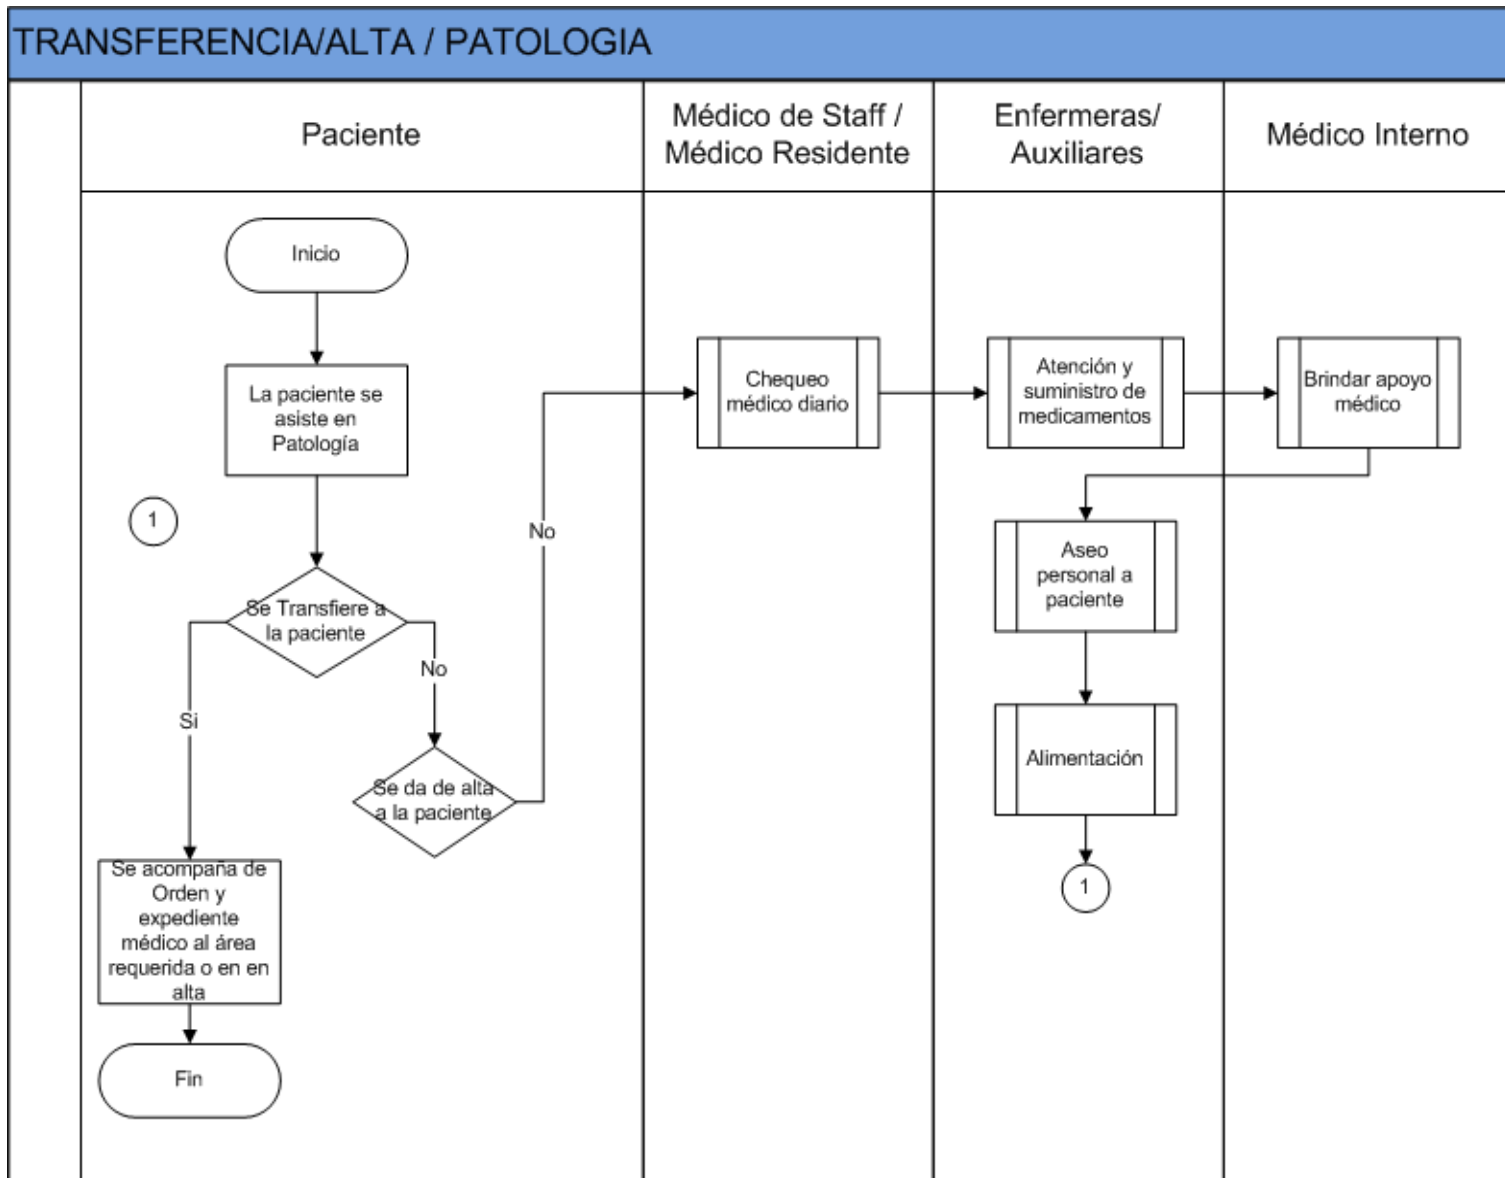 TRANSFERENCIA/ALTA / PATOLOGIA
Paciente
Médico de Staff /
Médico Residente
Enfermeras/
Auxiliares
Médico Interno
Inicio
La paciente se
asiste en
Patología
1
Se Transfiere a
la paciente
No
Si
Se da de alta
a la paciente
No
Se acompaña de
Orden y
expediente
médico al área
requerida o en en
alta
Fin
Chequeo
médico diario
Atención y
suministro de
medicamentos
Brindar apoyo
médico
Aseo
personal a
paciente
Alimentación
1